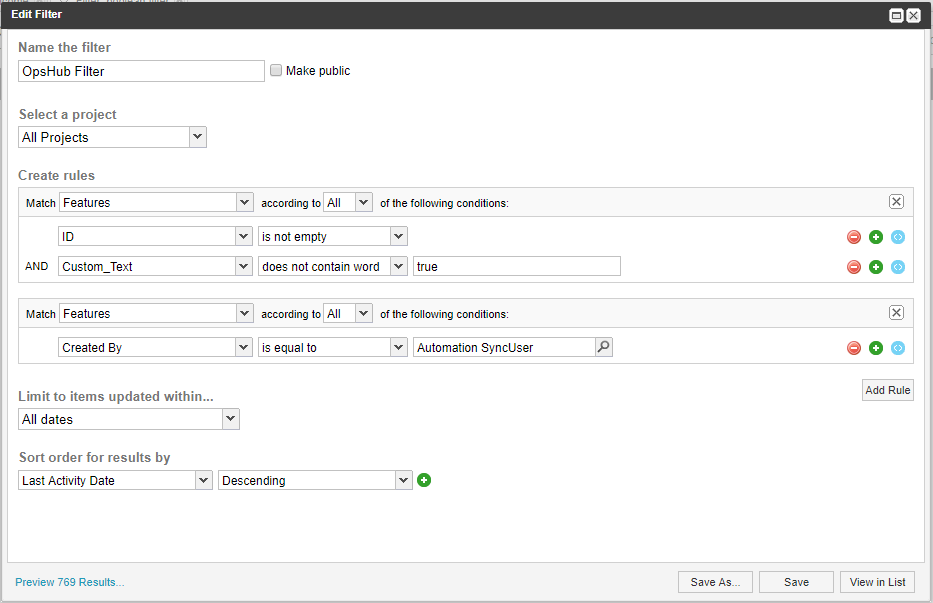 Edit Filter
Name the filter
OpsHub Filter Make public
Select a project
All Projects
Create rules
Match Features according to All of the following conditions:
ID is not empty
AND Custom_Text does not contain word true
Match Features according to All of the following conditions:
Created By is equal to Automation SyncUser
Add Rule
Limit to items updated within...
All dates
Sort order for results by
Last Activity Date Descending
Preview 769 Results... Save As... Save View in List